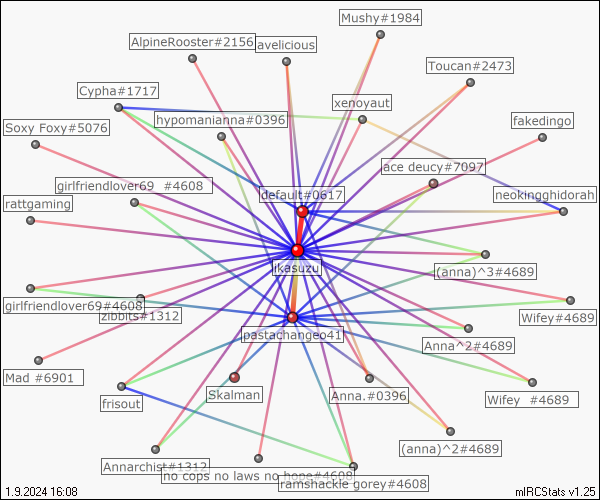 Mushy#1984
AlpineRooster#2156
avelicious
Toucan#2473
Cypha#1717
xenoyaut
hypomanianna#0396
fakedingo
Soxy Foxy#5076
ace deucy#7097
girlfriendlover69_#4608
default#0617
neokingghidorah
rattgaming
jikasuzu
(anna)^3#4689
girlfriendlover69#4608
zibbits#1312
Wifey#4689
pastachangeo41
Anna^2#4689
Mad #6901
Skalman
Anna.#0396
Wifey  #4689
frisout
(anna)^2#4689
Annarchist#1312
no cops no laws no hope#4608
ramshackle gorey#4608
1.9.2024 16:08
mIRCStats v1.25